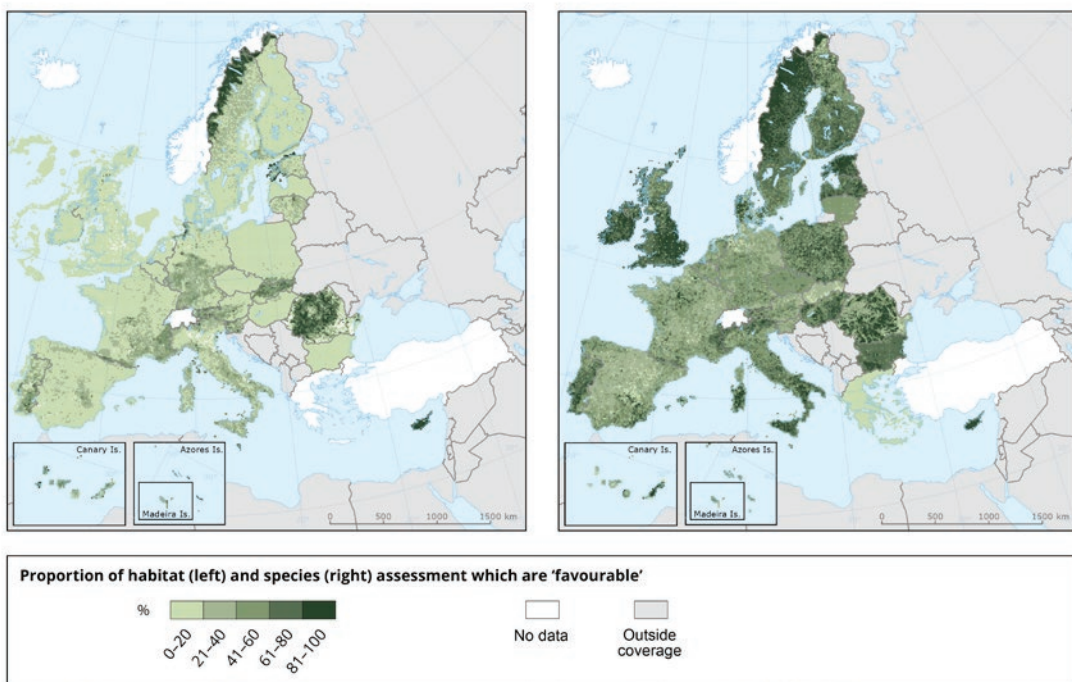 Canary Is.
Azores Is.
Madeira Is.
0 500 1000 1500 km
Canary Is.
Azores Is.
Madeira Is.
0 500 1000 1500 km
Proportion of habitat (left) and species (right) assessment which are ‘favourable’
%
0–20
21–40
41–60
61–80
81–100
No data
Outside
coverage